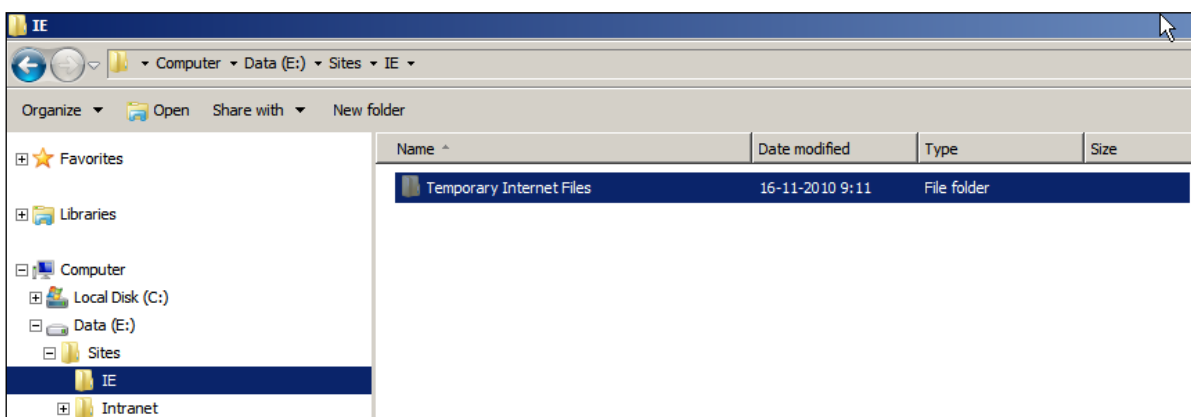 IE
Computer Data (E:) Sites IE
Organize Open Share with New folder
Name Date modified Type Size
Favorites
Temporary Internet Files 16-11-2010 9:11 File folder
Libraries
Computer
Local Disk (C:)
Data (E:)
Sites
IE
Intranet